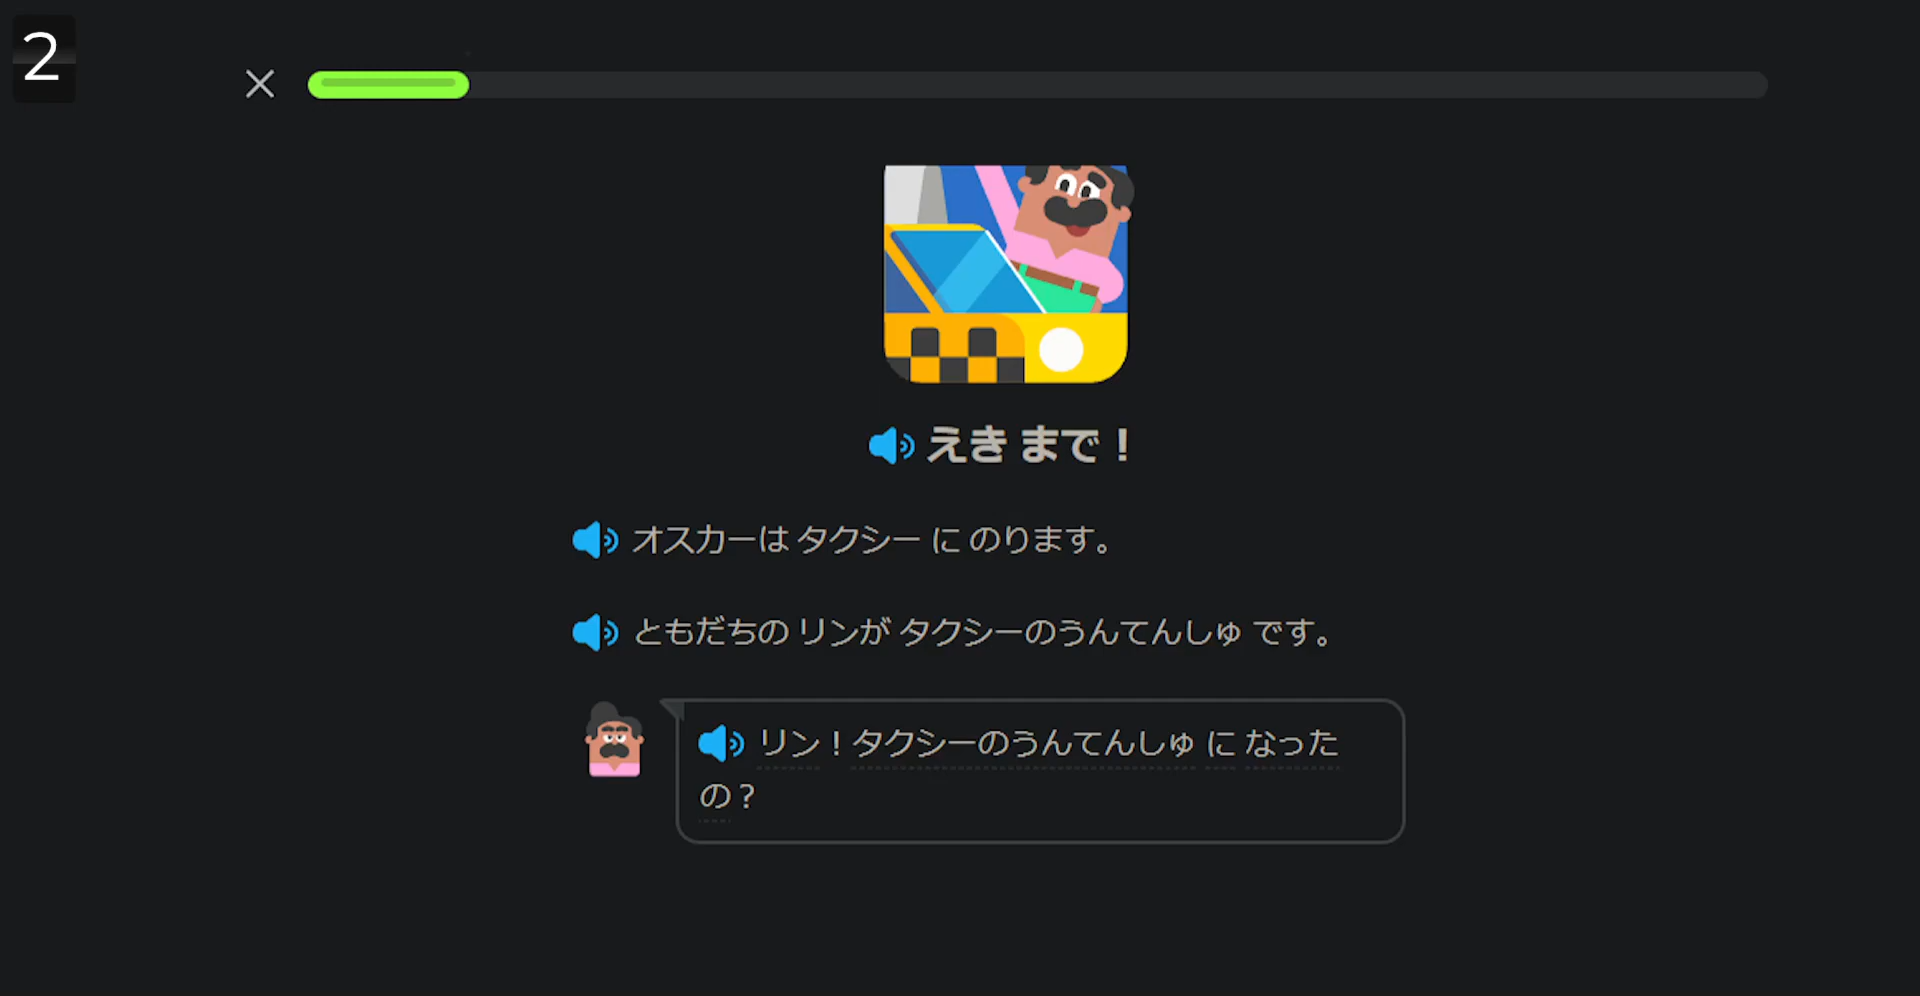 2
えき まで！
オスカーは タクシー に のります。
ともだちの リンが タクシーのうんてんしゅ です。
リン！タクシーのうんてんしゅ に なった
の？